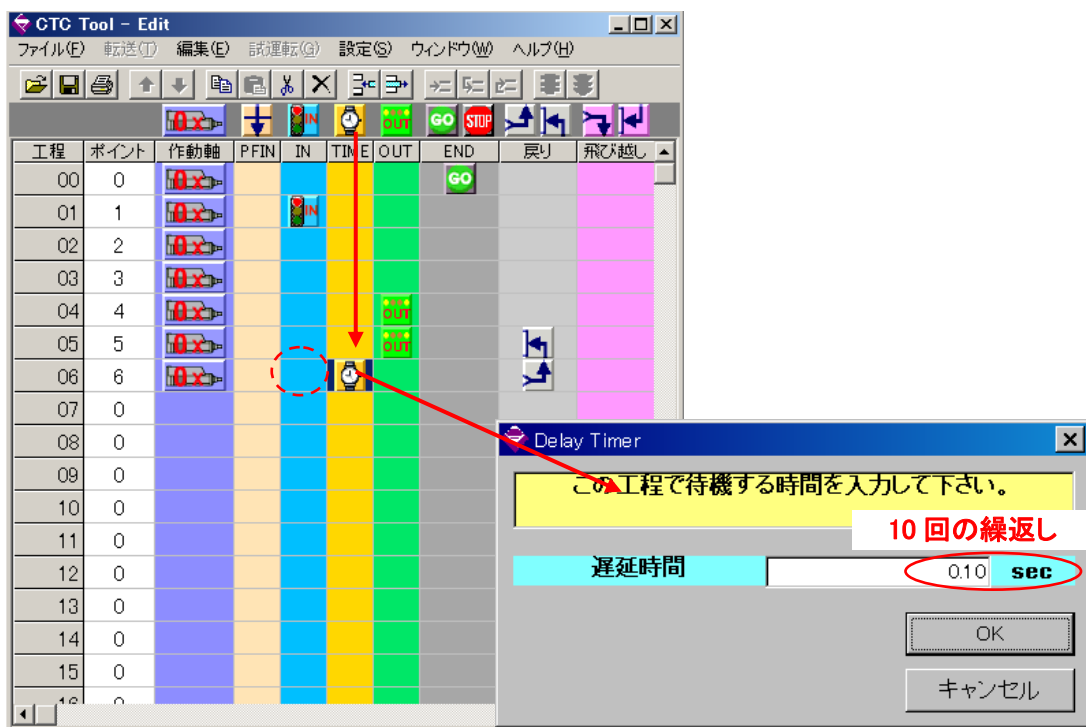 CTC Tool - Edit
ファイル(F) 転送(T) 編集(E) 試運転(G) 設定(S) ウィンドウ(W) ヘルプ(H)
IN OUT GO STOP
工程 ポイント 作動軸 PFIN IN TIME OUT END 戻り 飛び越し
00 0 GO
01 1 IN
02 2
03 3
04 4 OUT
05 5 OUT
06 6
07 0
08 0
09 0
10 0
11 0
12 0
13 0
14 0
15 0
16 0
Delay Timer
この工程で待機する時間を入力して下さい。
10 回の繰返し
遅延時間 0.10 sec
OK
キャンセル